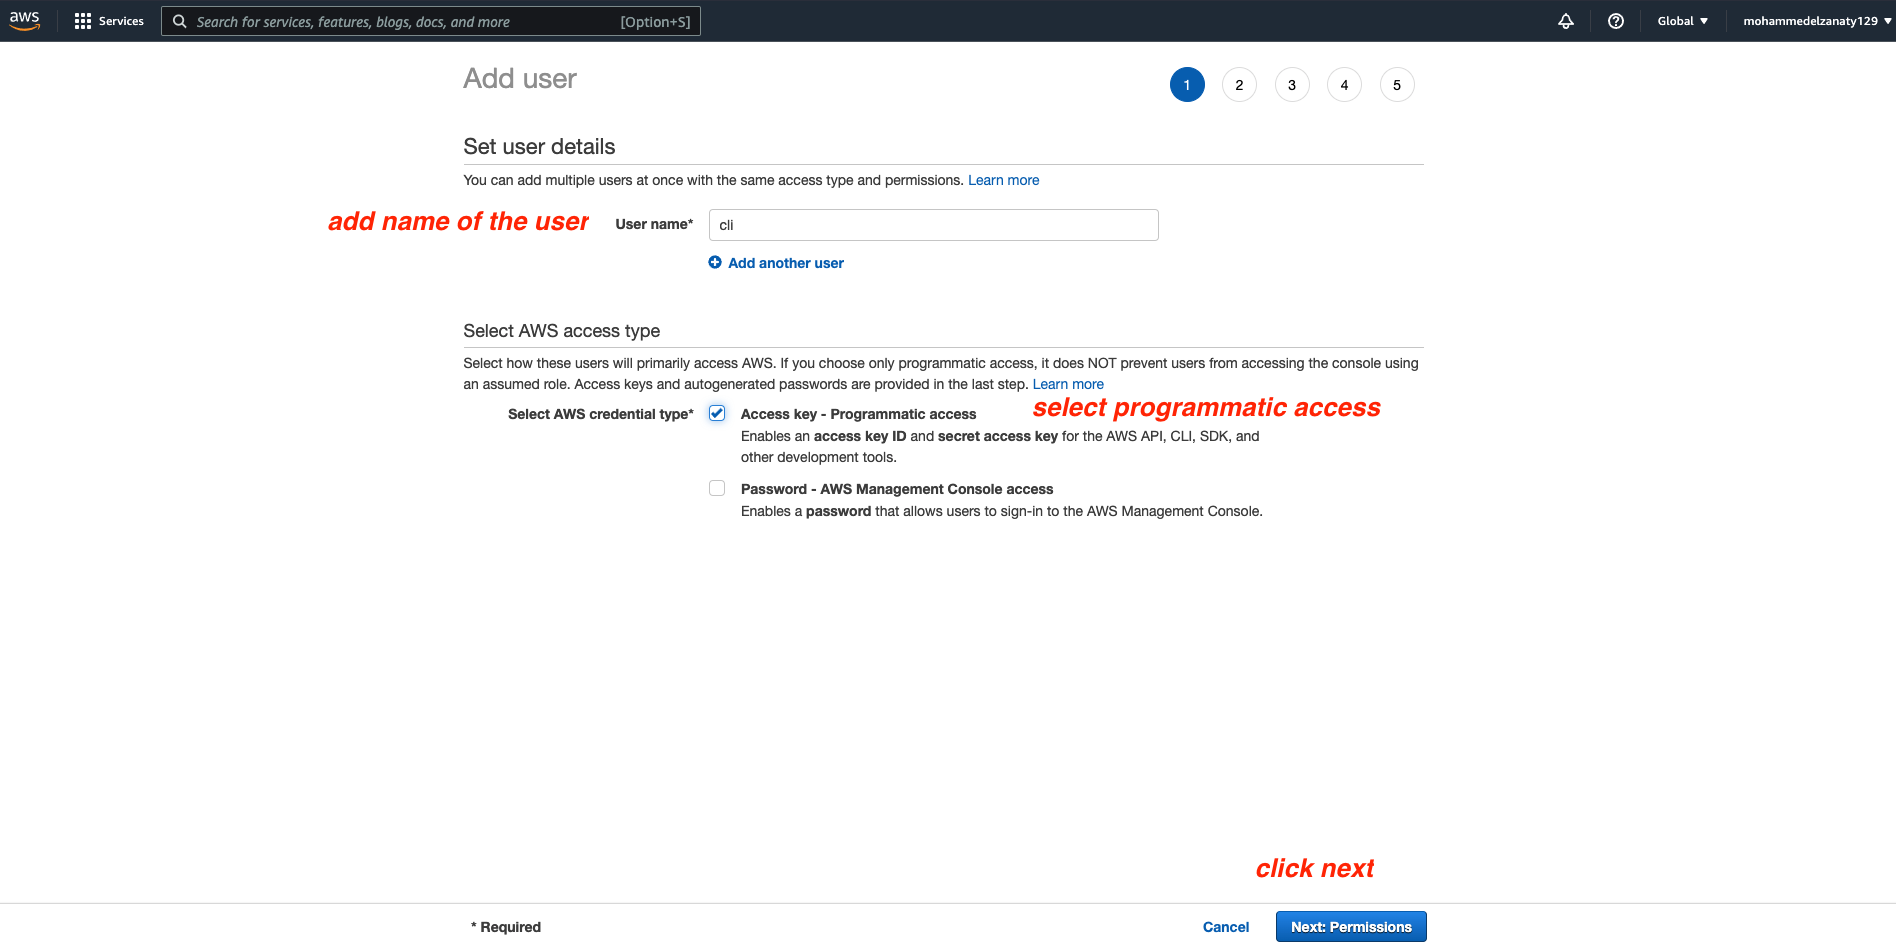 aws Services Search for services, features, blogs, docs, and more [Option+S] Global mohammedelzanaty129
Add user 1 2 3 4 5
Set user details
You can add multiple users at once with the same access type and permissions. Learn more
add name of the user User name* cli
Add another user
Select AWS access type
Select how these users will primarily access AWS. If you choose only programmatic access, it does NOT prevent users from accessing the console using
an assumed role. Access keys and autogenerated passwords are provided in the last step. Learn more
Select AWS credential type* Access key - Programmatic access select programmatic access
Enables an access key ID and secret access key for the AWS API, CLI, SDK, and
other development tools.
Password - AWS Management Console access
Enables a password that allows users to sign-in to the AWS Management Console.
click next
* Required Cancel Next: Permissions